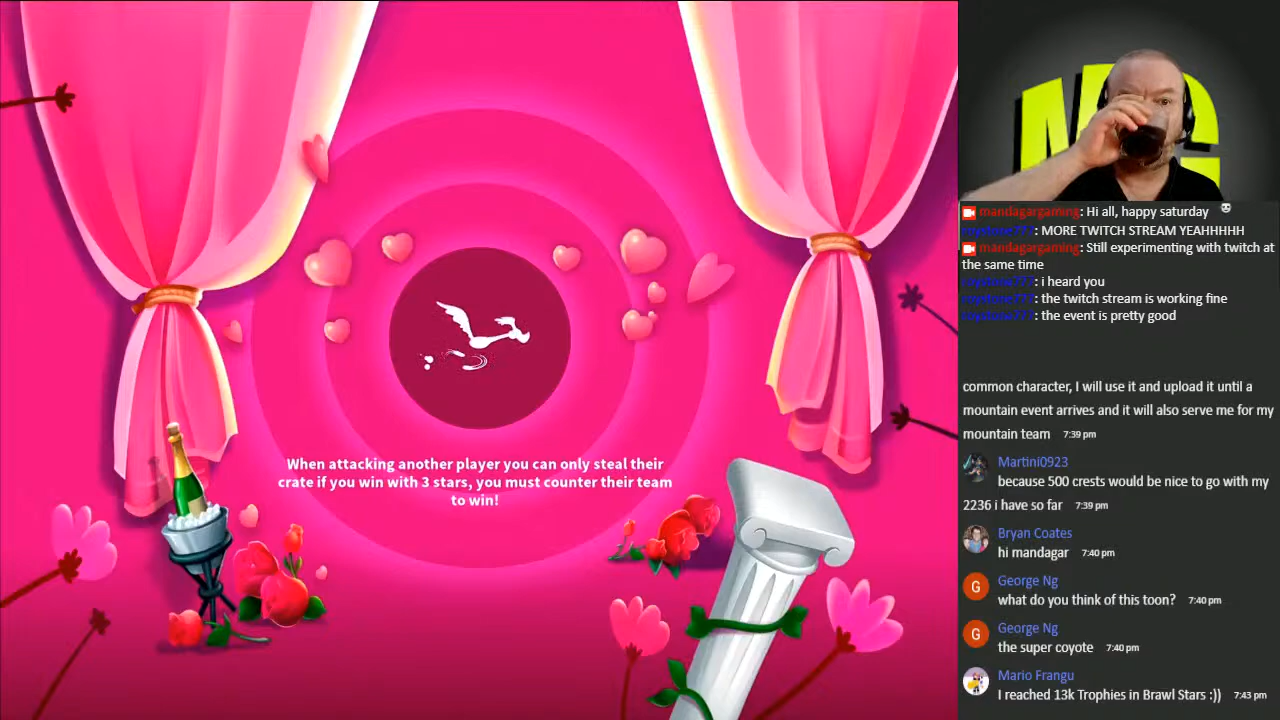 When attacking another player you can only steal their
crate if you win with 3 stars, you must counter their team
to win!
mandagargaming: Hi all, happy saturday
roystone777: MORE TWITCH STREAM YEAHHHHH
mandagargaming: Still experimenting with twitch at
the same time
: i heard you
: the twitch stream is working fine
: the event is pretty good
common character, I will use it and upload it until a
mountain event arrives and it will also serve me for my
mountain team 7:39 pm
Martini0923
because 500 crests would be nice to go with my
2236 i have so far 7:39 pm
Bryan Coates
hi mandagar 7:40 pm
G George Ng
what do you think of this toon? 7:40 pm
G George Ng
the super coyote 7:40 pm
Mario Frangu
I reached 13k Trophies in Brawl Stars :)) 7:43 pm